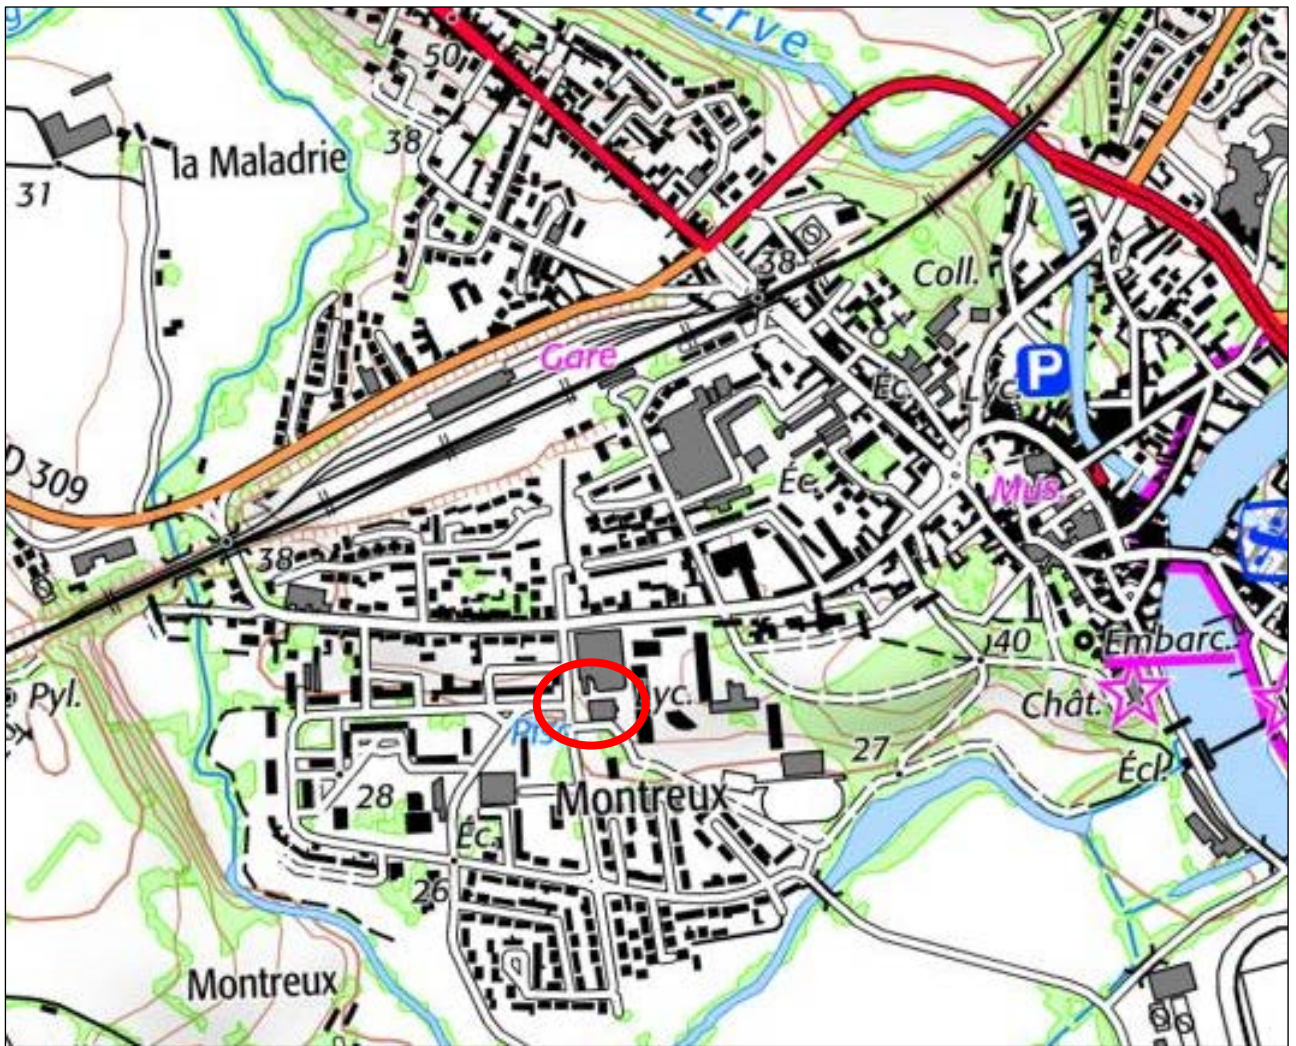 Erve
50
38
la Maladrie
31
38
Coll.
Gare
P
Éc.
Lyc.
D 309
Éc.
Mus.
38
40
Embarc.
Pyl.
Lyc.
Chât.
Pisc.
27
Écl.
28
Montreux
Éc.
26
Montreux